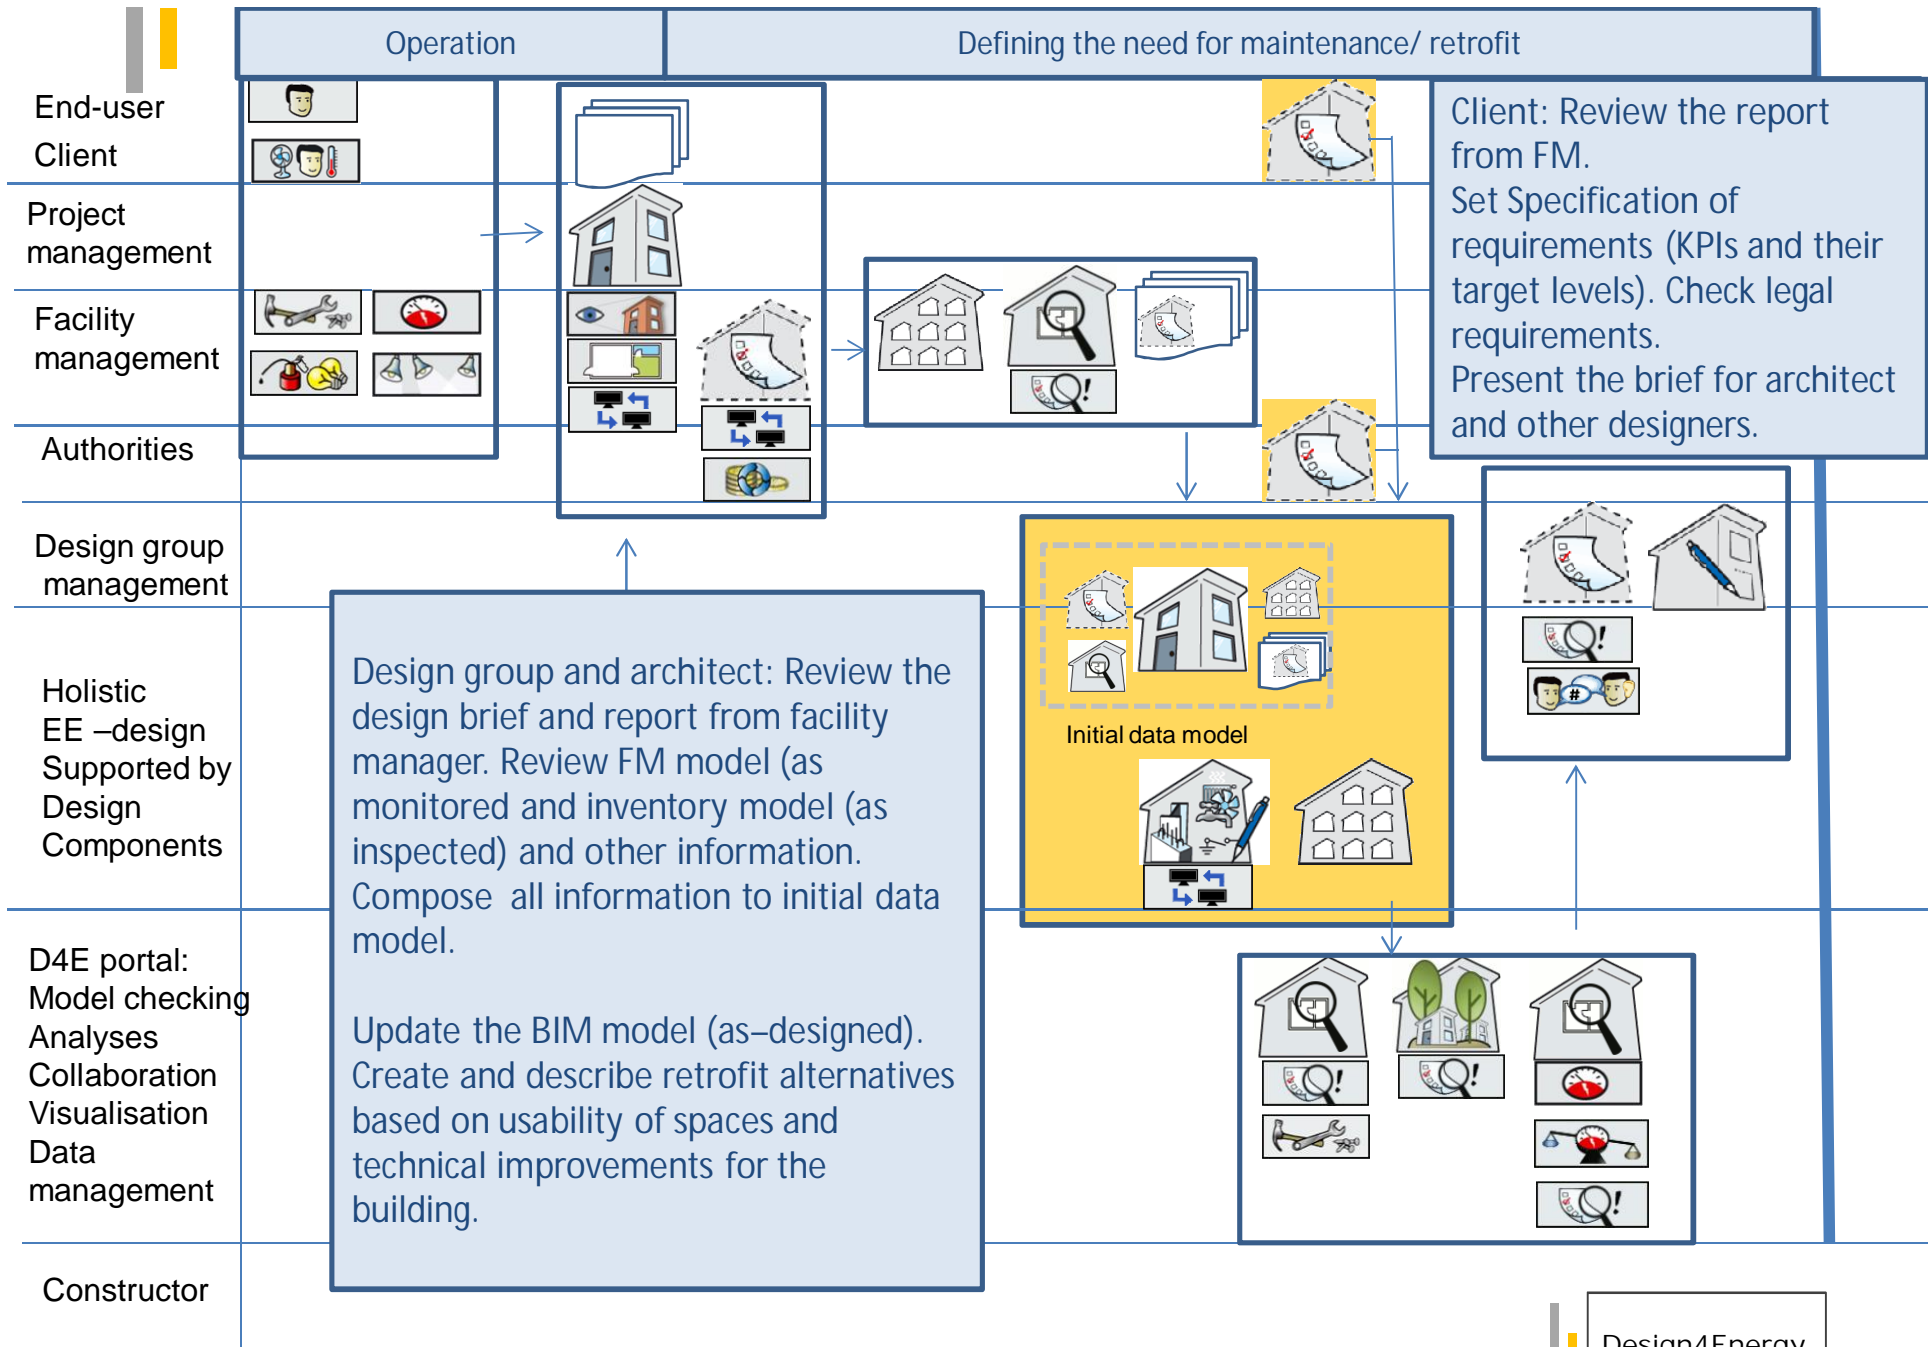 Operation
Defining the need for maintenance/ retrofit
End-user
Client
Project
management
Facility
management
Authorities
Design group
management
Holistic
EE –design
Supported by
Design
Components
D4E portal:
Model checking
Analyses
Collaboration
Visualisation
Data
management
Constructor
Client: Review the report
from FM.
Set Specification of
requirements (KPIs and their
target levels). Check legal
requirements.
Present the brief for architect
and other designers.
Design group and architect: Review the
design brief and report from facility
manager. Review FM model (as
monitored and inventory model (as
inspected) and other information.
Compose all information to initial data
model.
Update the BIM model (as–designed).
Create and describe retrofit alternatives
based on usability of spaces and
technical improvements for the
building.
Initial data model
!
!
#
!
!
!
Design4Energy